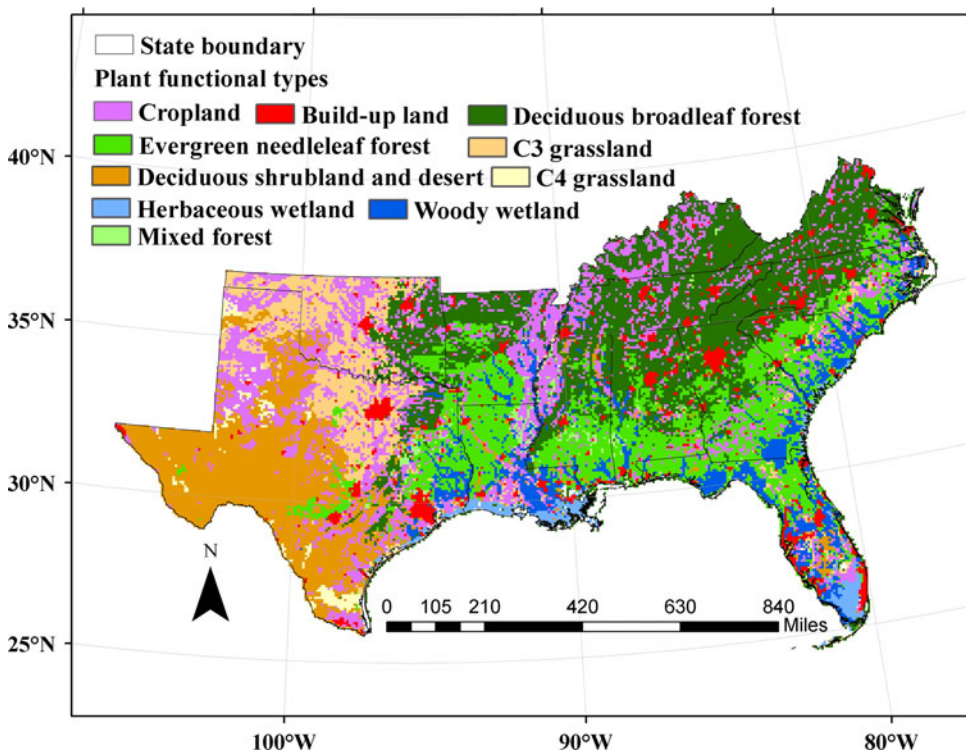 State boundary
Plant functional types
Cropland Build-up land Deciduous broadleaf forest
Evergreen needleleaf forest C3 grassland
Deciduous shrubland and desert C4 grassland
Herbaceous wetland Woody wetland
Mixed forest
40°N
35°N
30°N
25°N
N
0 105 210 420 630 840
Miles
100°W 90°W 80°W